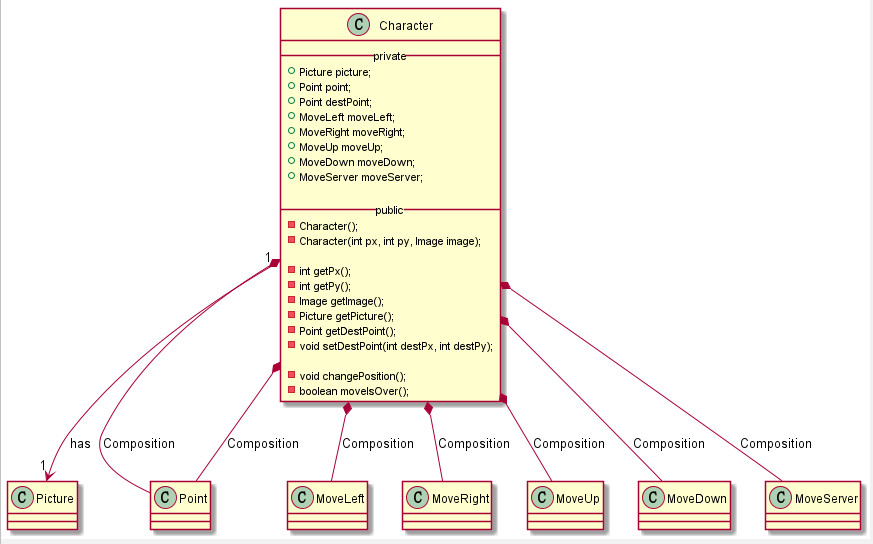 C Character
private
Picture picture;
Point point;
Point destPoint;
MoveLeft moveLeft;
MoveRight moveRight;
MoveUp moveUp;
MoveDown moveDown;
MoveServer moveServer;
public
Character();
Character(int px, int py, Image image);
int getPx();
int getPy();
Image getImage();
Picture getPicture();
Point getDestPoint();
void setDestPoint(int destPx, int destPy);
void changePosition();
boolean moveIsOver();
1
has
Composition
Composition
Composition
Composition
Composition
Composition
Composition
1
C Picture
C Point
C MoveLeft
C MoveRight
C MoveUp
C MoveDown
C MoveServer